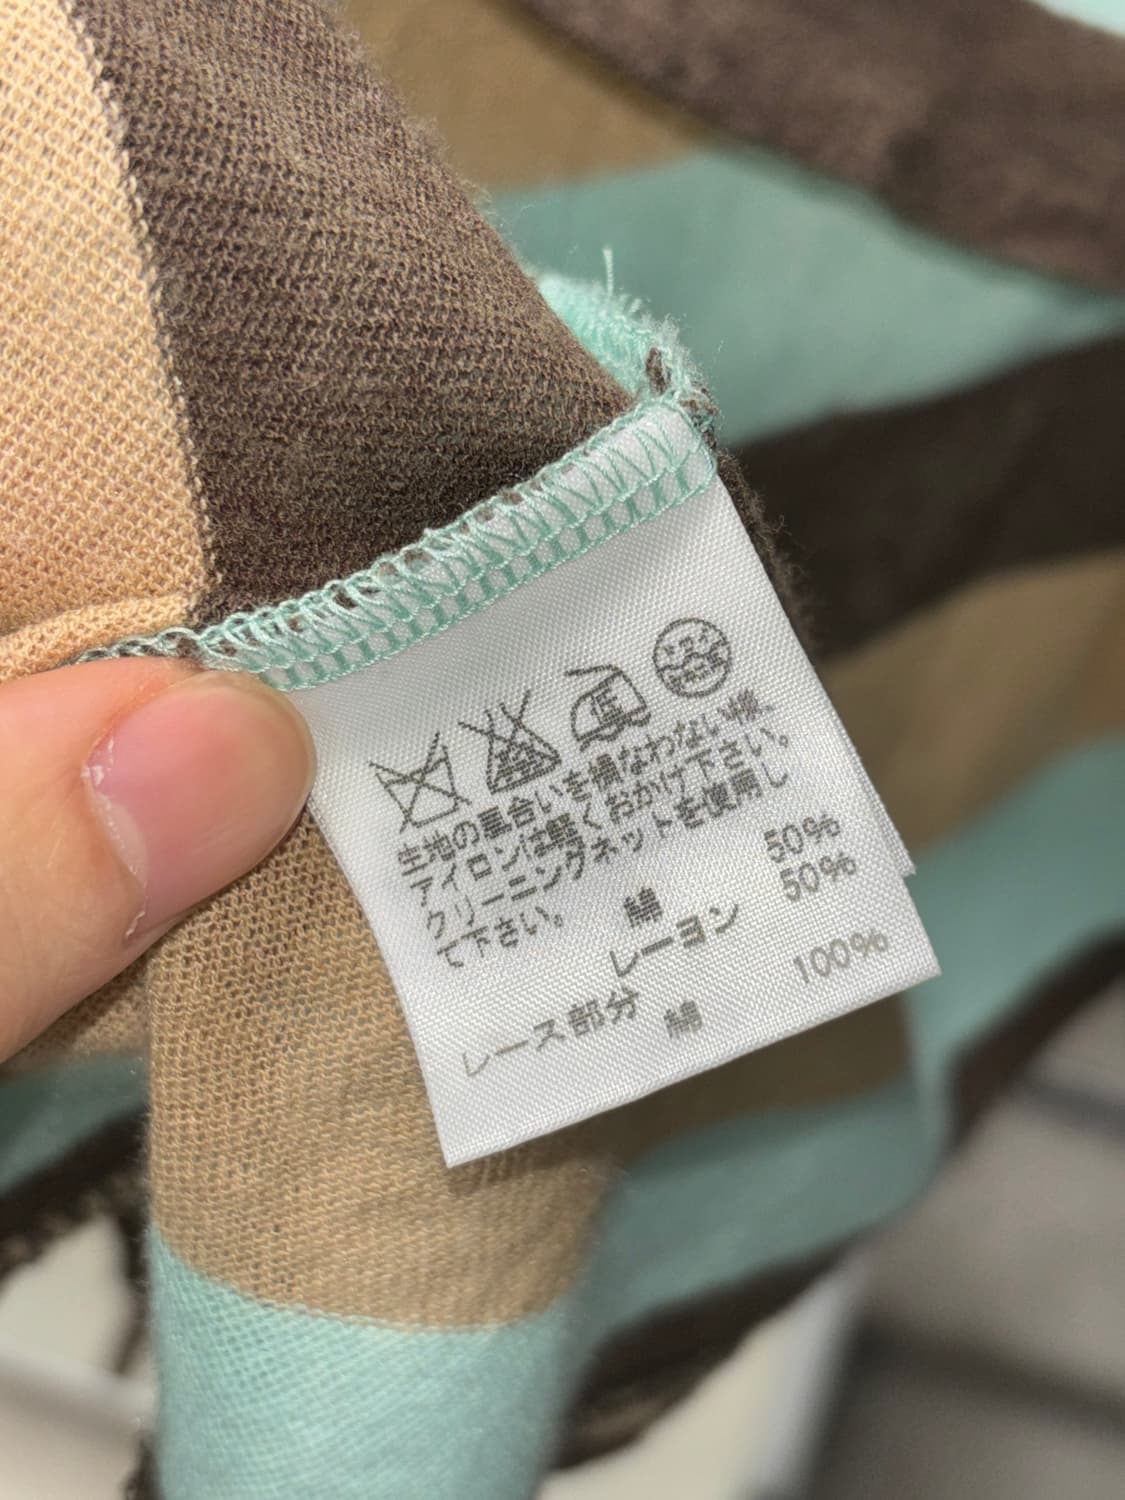 生地の風合いを損なわない様
アイロンは軽くおかけ下さい。
クリーニングネットを使用し
て下さい。
綿 50%
レーヨン 50%
レース部分
綿 100%